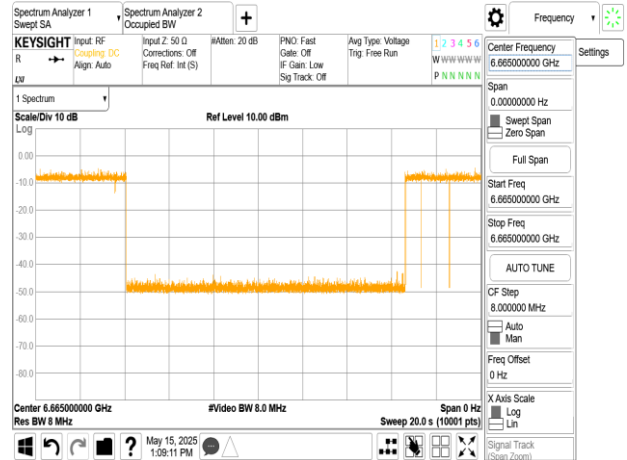 Spectrum Analyzer 1
Swept SA
Spectrum Analyzer 2
Occupied BW
+
Frequency
KEYSIGHT
R
LXI
Input: RF
Coupling: DC
Align: Auto
Input Z: 50 Ω
Corrections: Off
Freq Ref: Int (S)
#Atten: 20 dB
PNO: Fast
Gate: Off
IF Gain: Low
Sig Track: Off
Avg Type: Voltage
Trig: Free Run
1 2 3 4 5 6
W W W W W W
P N N N N N
1 Spectrum
Scale/Div 10 dB
Ref Level 10.00 dBm
Log
0.00
-10.0
-20.0
-30.0
-40.0
-50.0
-60.0
-70.0
-80.0
Center 6.665000000 GHz
#Video BW 8.0 MHz
Span 0 Hz
Res BW 8 MHz
Sweep 20.0 s (10001 pts)
May 15, 2025
1:09:11 PM
?
Center Frequency
6.665000000 GHz
Settings
Span
0.00000000 Hz
Swept Span
Zero Span
Full Span
Start Freq
6.665000000 GHz
Stop Freq
6.665000000 GHz
AUTO TUNE
CF Step
8.000000 MHz
Auto
Man
Freq Offset
0 Hz
X Axis Scale
Log
Lin
Signal Track
(Span Zoom)